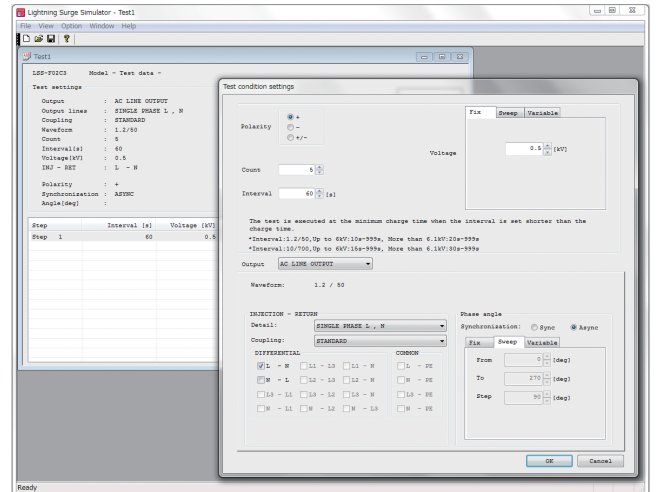 Lightning Surge Simulator - Test1
File View Option Window Help
Test1
LSS-F02C3 Model - Test data -
Test settings
Output : AC LINE OUTPUT
Output lines : SINGLE PHASE L , N
Coupling : STANDARD
Waveform : 1.2/50
Count : 5
Interval[s] : 60
Voltage[kV] : 0.5
INJ - RET : L - N
Polarity : +
Synchronization : ASYNC
Angle[deg] :
Step Interval [s] Voltage [kV]
Step 1 60 0.5
Test condition settings
Polarity
+
-
+/-
Fix Sweep Variable
Voltage 0.5 [kV]
Count 5
Interval 60 [s]
The test is executed at the minimum charge time when the interval is set shorter than the
charge time.
*Interval:1.2/50,Up to 6kV:10s-999s, More than 6.1kV:20s-999s
*Interval:10/700,Up to 6kV:15s-999s, More than 6.1kV:30s-999s
Output AC LINE OUTPUT
Waveform: 1.2 / 50
INJECTION - RETURN
Detail: SINGLE PHASE L , N
Coupling: STANDARD
DIFFERENTIAL COMMON
L - N L1 - L3 L1 - N L - PE
N - L L2 - L3 L2 - N N - PE
L3 - L1 L3 - L2 L3 - N L3 - PE
N - L1 N - L2 N - L3 N - PE
Phase angle
Synchronization: Sync Async
Fix Sweep Variable
From 0 [deg]
To 270 [deg]
Step 90 [deg]
OK Cancel
Ready